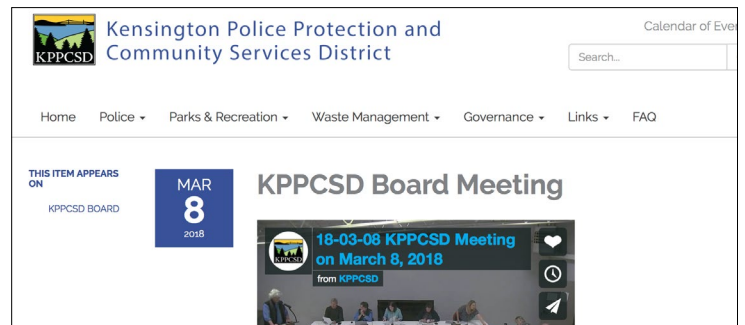 KPPCSD
Kensington Police Protection and
Community Services District
Calendar of Ever
Search...
Home Police Parks & Recreation Waste Management Governance Links FAQ
THIS ITEM APPEARS
ON
KPPCSD BOARD
MAR
8
2018
KPPCSD Board Meeting
KPPCSD
18-03-08 KPPCSD Meeting
on March 8, 2018
from KPPCSD